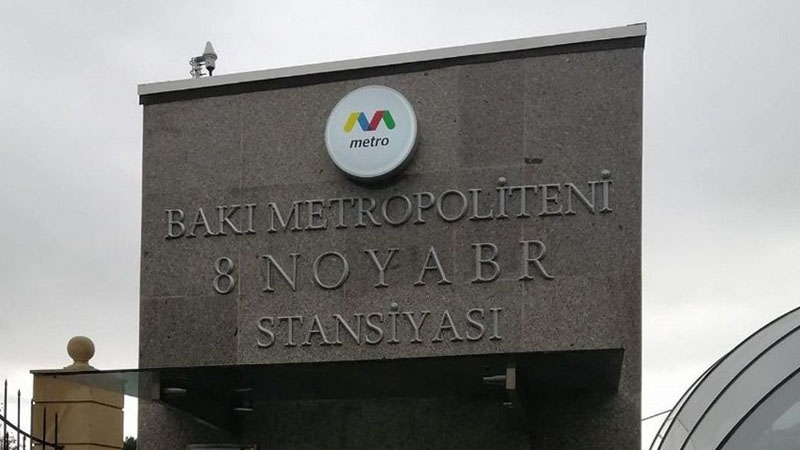 metro
BAKI METROPOLİTENİ
8 NOYABR
STANSİYASI